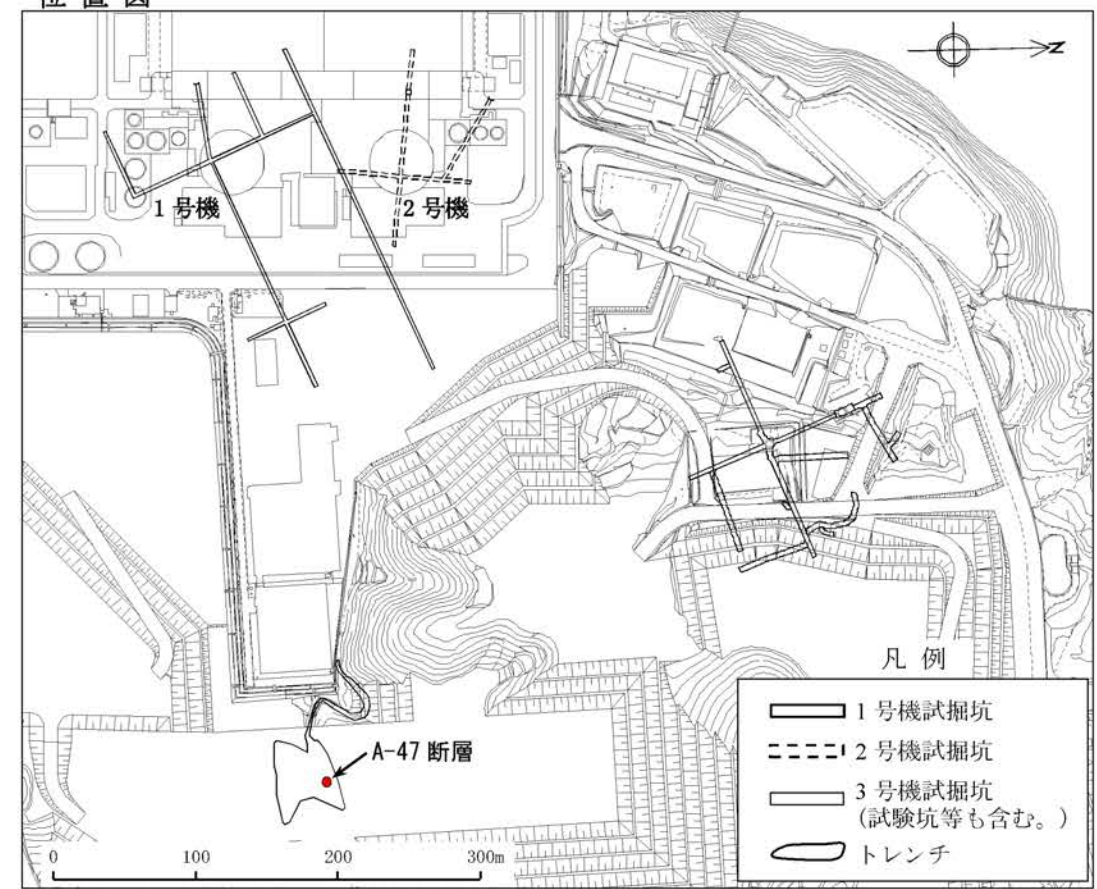 位置図
N
1号機
2号機
A-47 断層
凡 例
1号機試掘坑
2号機試掘坑
3号機試掘坑
(試験坑等も含む。)
トレンチ
0 100 200 300m